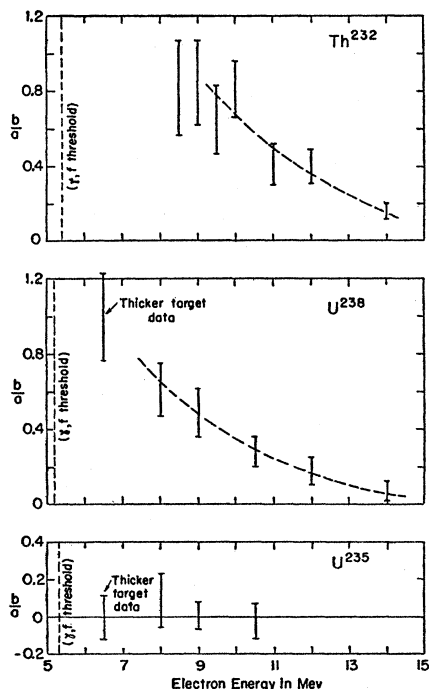 Th232
1.2
0.8
0.4
0
(γ,f threshold)
U238
1.2
0.8
0.4
0
Thicker target
data
(γ,f threshold)
U235
0.4
0.2
0
-0.2
Thicker
target
data
(γ,f threshold)
5 7 9 11 13 15
Electron Energy in Mev